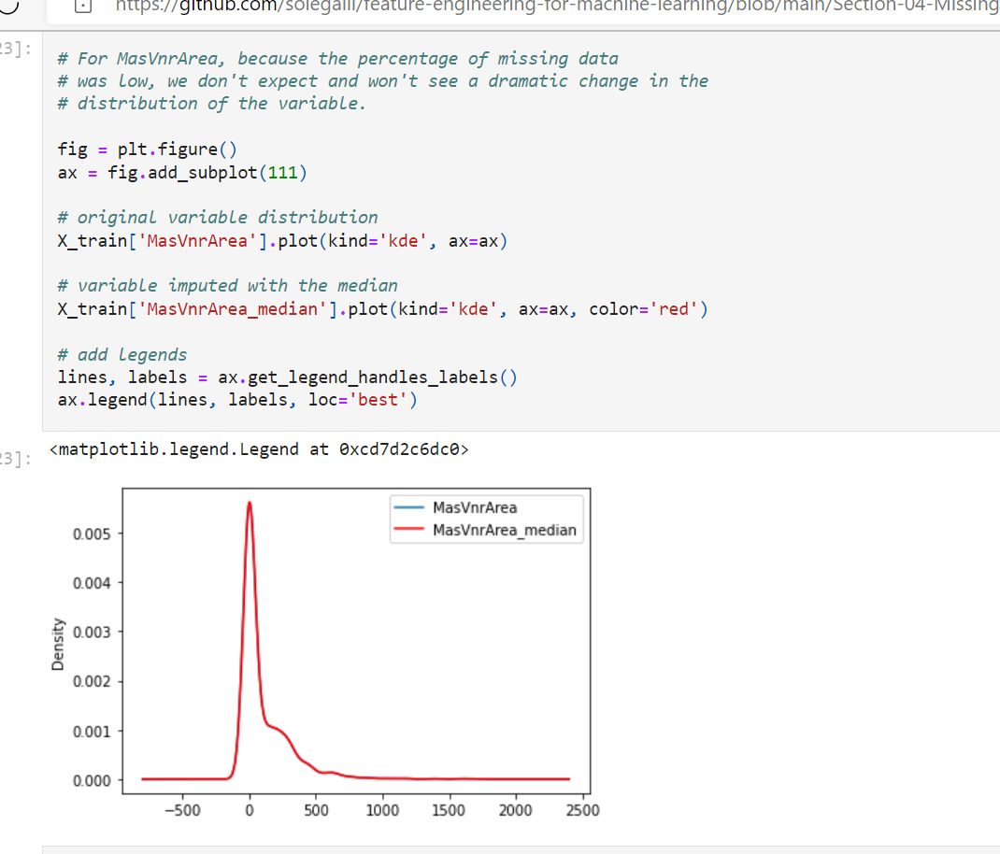 https://github.com/solegalli/feature-engineering-for-machine-learning/blob/main/Section-04-Missing
23]:
# For MasVnrArea, because the percentage of missing data
# was low, we don't expect and won't see a dramatic change in the
# distribution of the variable.
fig = plt.figure()
ax = fig.add_subplot(111)
# original variable distribution
X_train['MasVnrArea'].plot(kind='kde', ax=ax)
# variable imputed with the median
X_train['MasVnrArea_median'].plot(kind='kde', ax=ax, color='red')
# add legends
lines, labels = ax.get_legend_handles_labels()
ax.legend(lines, labels, loc='best')
23]:
<matplotlib.legend.Legend at 0xcd7d2c6dc0>
MasVnrArea
MasVnrArea_median
Density
0.005
0.004
0.003
0.002
0.001
0.000
−500 0 500 1000 1500 2000 2500